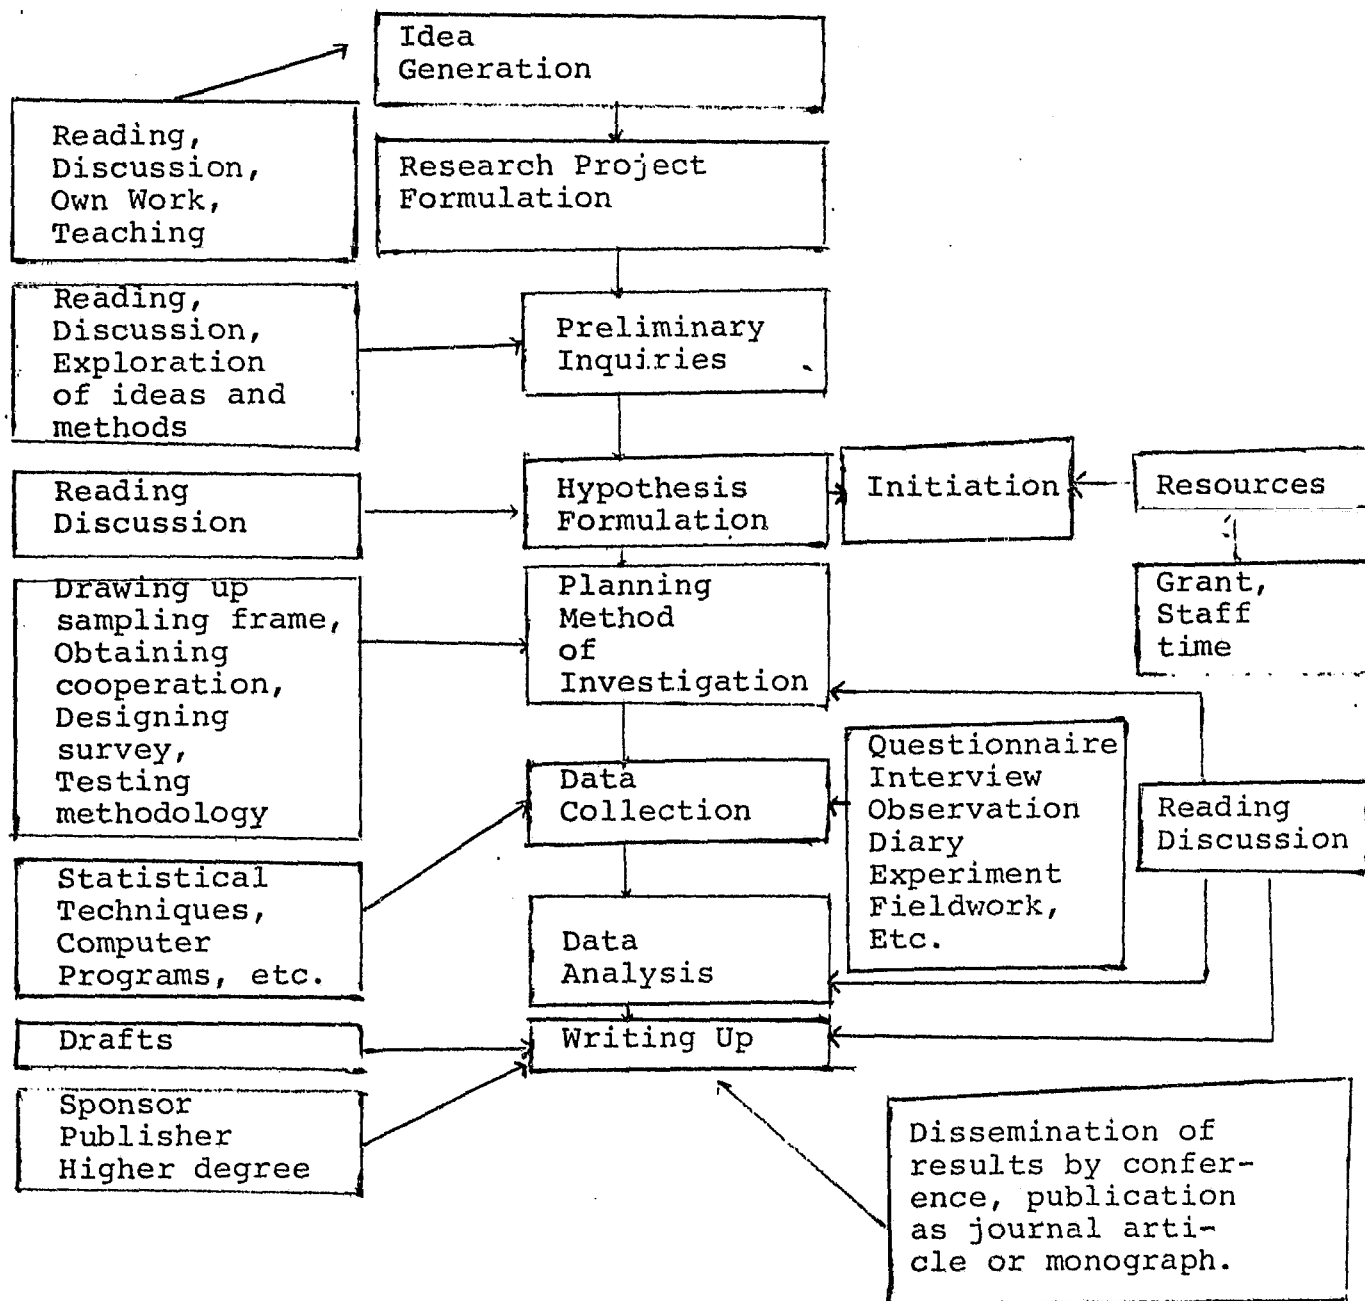 Idea
Generation
Reading,
Discussion,
Own Work,
Teaching
Research Project
Formulation
Reading,
Discussion,
Exploration
of ideas and
methods
Preliminary
Inquiries
Reading
Discussion
Hypothesis
Formulation
Initiation
Resources
Grant,
Staff
time
Drawing up
sampling frame,
Obtaining
cooperation,
Designing
survey,
Testing
methodology
Planning
Method
of
Investigation
Data
Collection
Questionnaire
Interview
Observation
Diary
Experiment
Fieldwork,
Etc.
Reading
Discussion
Statistical
Techniques,
Computer
Programs, etc.
Data
Analysis
Drafts
Writing Up
Sponsor
Publisher
Higher degree
Dissemination of
results by confer-
ence, publication
as journal arti-
cle or monograph.